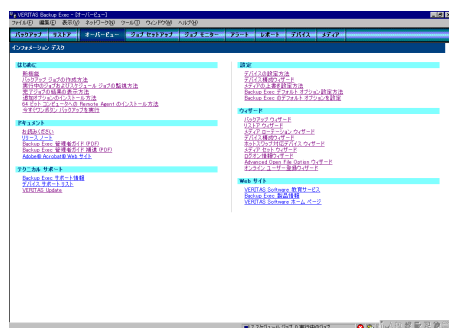 VERITAS Backup Exec - [オーバービュー]
ファイル(F) 編集(E) 表示(V) ネットワーク(N) ツール(T) ウィンドウ(W) ヘルプ(H)
バックアップ リストア オーバービュー ジョブ セットアップ ジョブ モニター アラート レポート デバイス メディア
インフォメーション デスク
はじめに
新機能
バックアップ ジョブの作成方法
実行中のジョブおよびスケジュール ジョブの監視方法
完了ジョブの結果の表示方法
追加オプションのインストール方法
64 ビット コンピュータへの Remote Agent のインストール方法
今すぐワンボタン バックアップを実行
ドキュメント
お読みください
リリース ノート
Backup Exec 管理者ガイド (PDF)
Backup Exec 管理者ガイド 補遺 (PDF)
Adobe® Acrobat® Web サイト
テクニカル サポート
Backup Exec サポート情報
デバイス サポート リスト
VERITAS Update
設定
デバイスの設定方法
デバイス構成ウィザード
メディアの上書き設定方法
Backup Exec デフォルト オプション設定方法
Backup Exec のデフォルト オプションを設定
ウィザード
バックアップ ウィザード
リストア ウィザード
メディア ローテーション ウィザード
デバイス構成ウィザード
ホットスワップ対応デバイス ウィザード
メディア セット ウィザード
ログオン情報ウィザード
Advanced Open File Option ウィザード
オンライン ユーザー登録ウィザード
Web サイト
VERITAS Software 教育サービス
Backup Exec 製品情報
VERITAS Software ホーム ページ